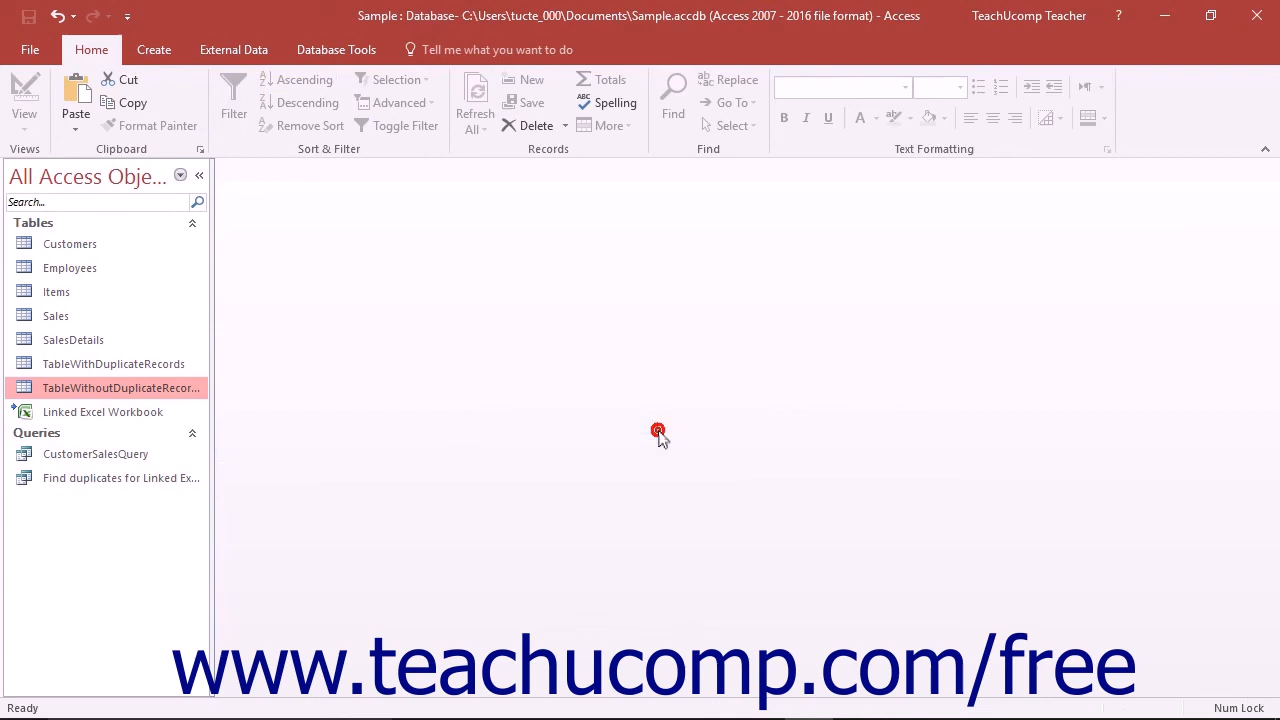 Sample : Database- C:\Users\tucte_000\Documents\Sample.accdb (Access 2007 - 2016 file format) - Access
TeachUcomp Teacher
?
File
Home
Create
External Data
Database Tools
Tell me what you want to do
View
Paste
Cut
Copy
Format Painter
Filter
Ascending
Descending
Sort
Selection
Advanced
Toggle Filter
Refresh
All
New
Save
Delete
Totals
Spelling
More
Find
Replace
Go To
Select
B I U A
Views
Clipboard
Sort & Filter
Records
Find
Text Formatting
All Access Obje...
Search...
Tables
Customers
Employees
Items
Sales
SalesDetails
TableWithDuplicateRecords
TableWithoutDuplicateRecor...
Linked Excel Workbook
Queries
CustomerSalesQuery
Find duplicates for Linked Ex...
www.teachucomp.com/free
Ready
Num Lock